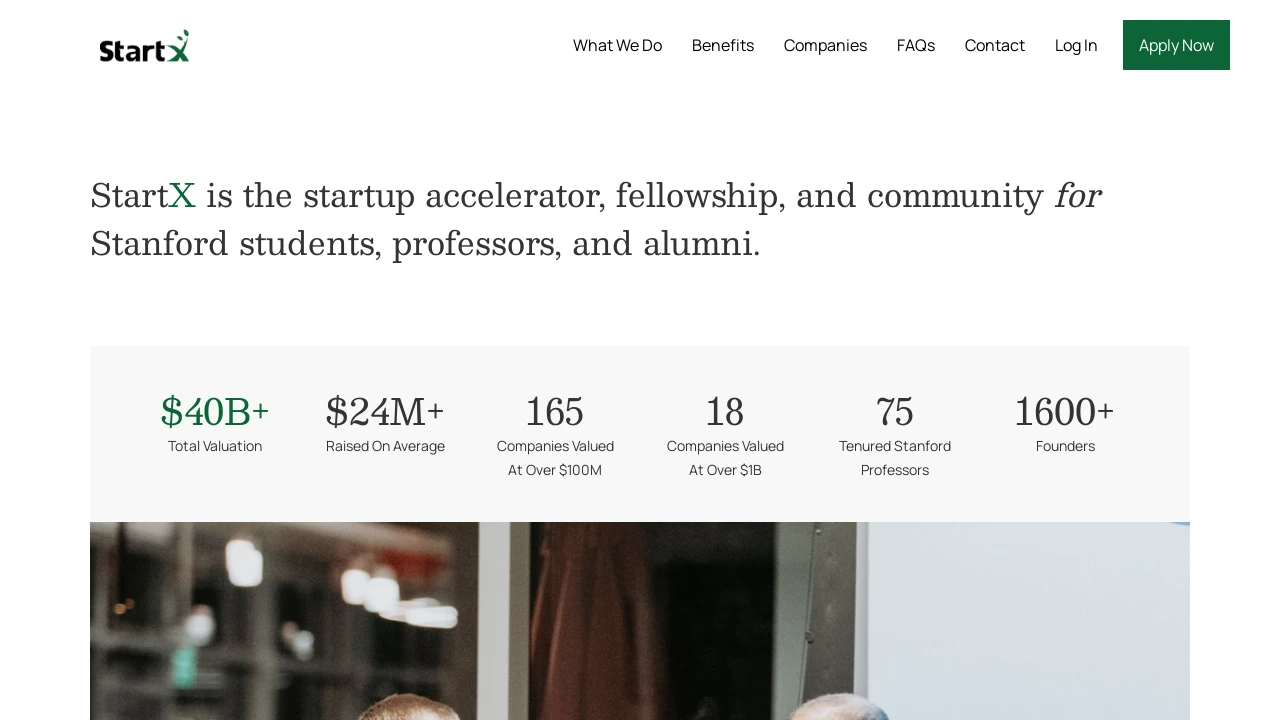 StartX
What We Do
Benefits
Companies
FAQs
Contact
Log In
Apply Now
StartX is the startup accelerator, fellowship, and community for
Stanford students, professors, and alumni.
$40B+
Total Valuation
$24M+
Raised On Average
165
Companies Valued
At Over $100M
18
Companies Valued
At Over $1B
75
Tenured Stanford
Professors
1600+
Founders